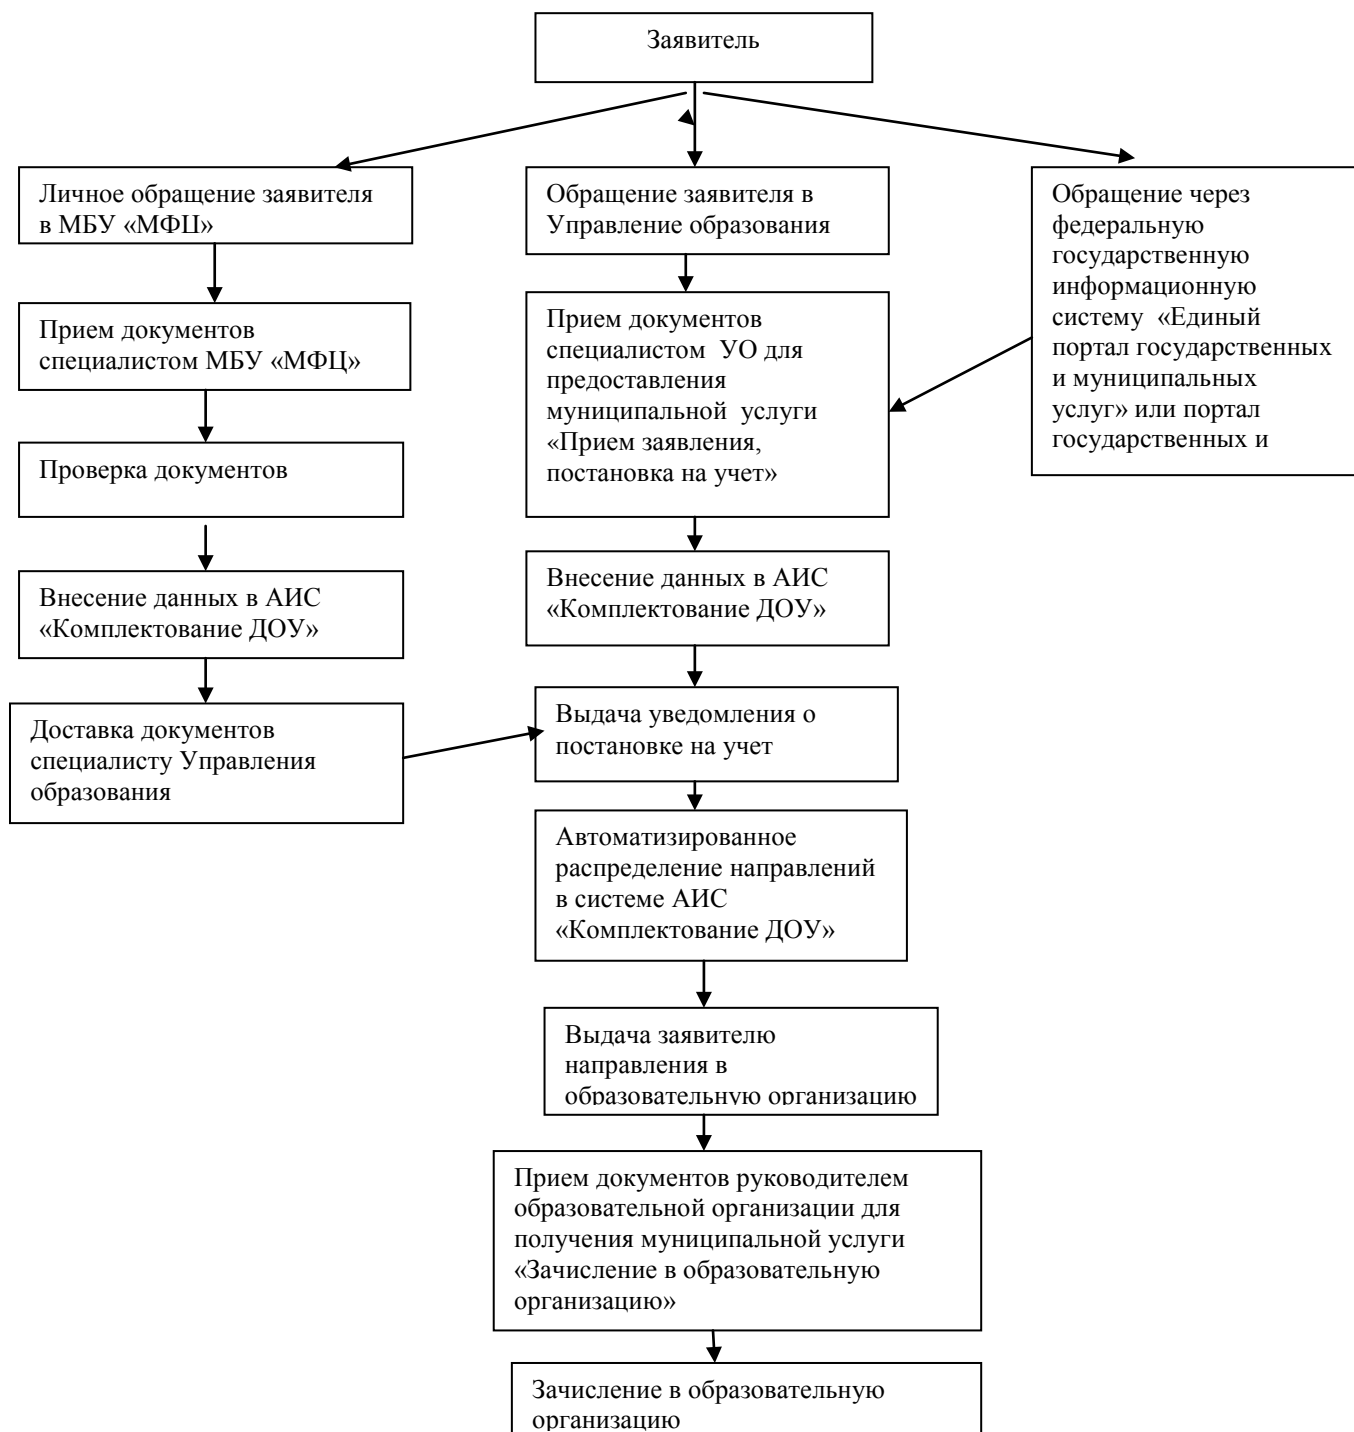 Заявитель
Личное обращение заявителя
в МБУ «МФЦ»
Обращение заявителя в
Управление образования
Обращение через
федеральную
государственную
информационную
систему «Единый
портал государственных
и муниципальных
услуг» или портал
государственных и
Прием документов
специалистом МБУ «МФЦ»
Прием документов
специалистом УО для
предоставления
муниципальной услуги
«Прием заявления,
постановка на учет»
Проверка документов
Внесение данных в АИС
«Комплектование ДОУ»
Внесение данных в АИС
«Комплектование ДОУ»
Доставка документов
специалисту Управления
образования
Выдача уведомления о
постановке на учет
Автоматизированное
распределение направлений
в системе АИС
«Комплектование ДОУ»
Выдача заявителю
направления в
образовательную организацию
Прием документов руководителем
образовательной организации для
получения муниципальной услуги
«Зачисление в образовательную
организацию»
Зачисление в образовательную
организацию